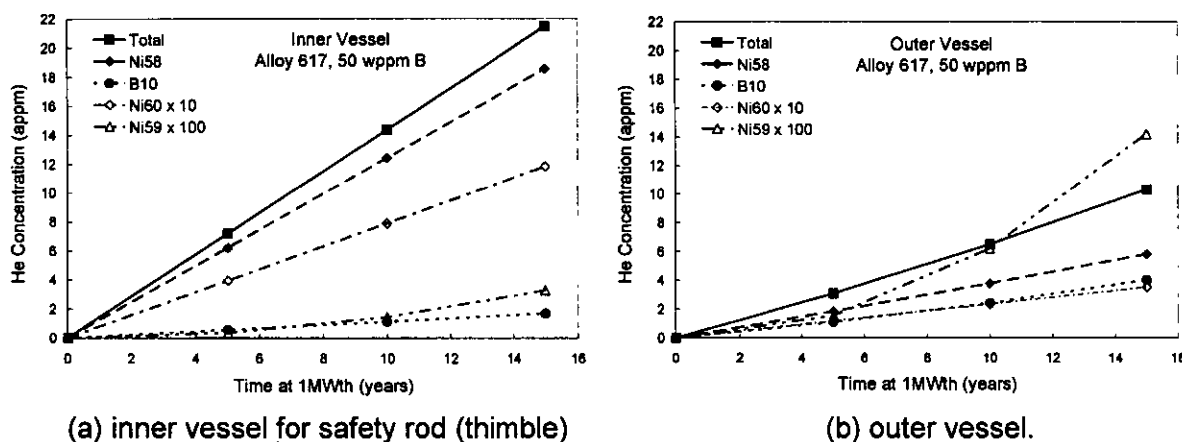 22
20
18
16
14
12
10
8
6
4
2
0
He Concentration (appm)
Total
Ni58
B10
Ni60 x 10
Ni59 x 100
Inner Vessel
Alloy 617, 50 wppm B
0 2 4 6 8 10 12 14 16
Time at 1MWth (years)
(a) inner vessel for safety rod (thimble)
22
20
18
16
14
12
10
8
6
4
2
0
He Concentration (appm)
Total
Ni58
B10
Ni60 x 10
Ni59 x 100
Outer Vessel
Alloy 617, 50 wppm B
0 2 4 6 8 10 12 14 16
Time at 1MWth (years)
(b) outer vessel.